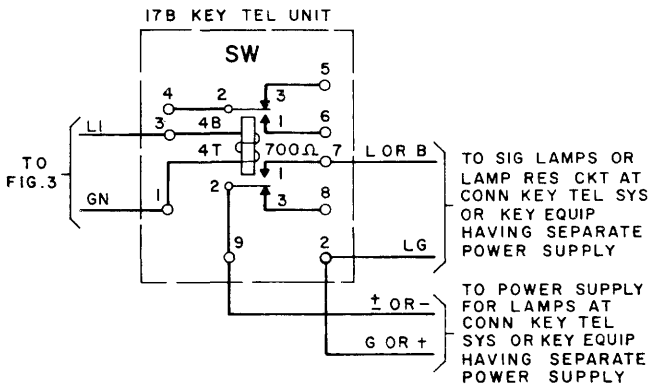 17B KEY TEL UNIT
SW
5
4
2
3
6
1
LI
3
4B
TO
FIG.3
4T
700Ω
7
L OR B
2
1
GN
1
3
8
9
2
LG
TO SIG LAMPS OR
LAMP RES CKT AT
CONN KEY TEL SYS
OR KEY EQUIP
HAVING SEPARATE
POWER SUPPLY
± OR -
G OR +
TO POWER SUPPLY
FOR LAMPS AT
CONN KEY TEL
SYS OR KEY EQUIP
HAVING SEPARATE
POWER SUPPLY